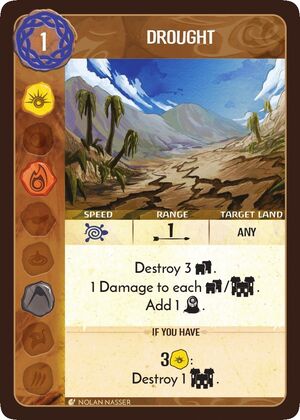 1
DROUGHT
SPEED RANGE TARGET LAND
1 ANY
Destroy 3 .
1 Damage to each / .
Add 1 .
IF YOU HAVE
3 :
Destroy 1 .
NOLAN NASSER